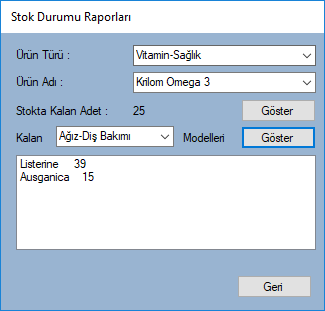 Stok Durumu Raporları
Ürün Türü : Vitamin-Sağlık
Ürün Adı : Krilom Omega 3
Stokta Kalan Adet : 25 Göster
Kalan Ağız-Diş Bakımı Modelleri Göster
Listerine 39
Ausganica 15
Geri